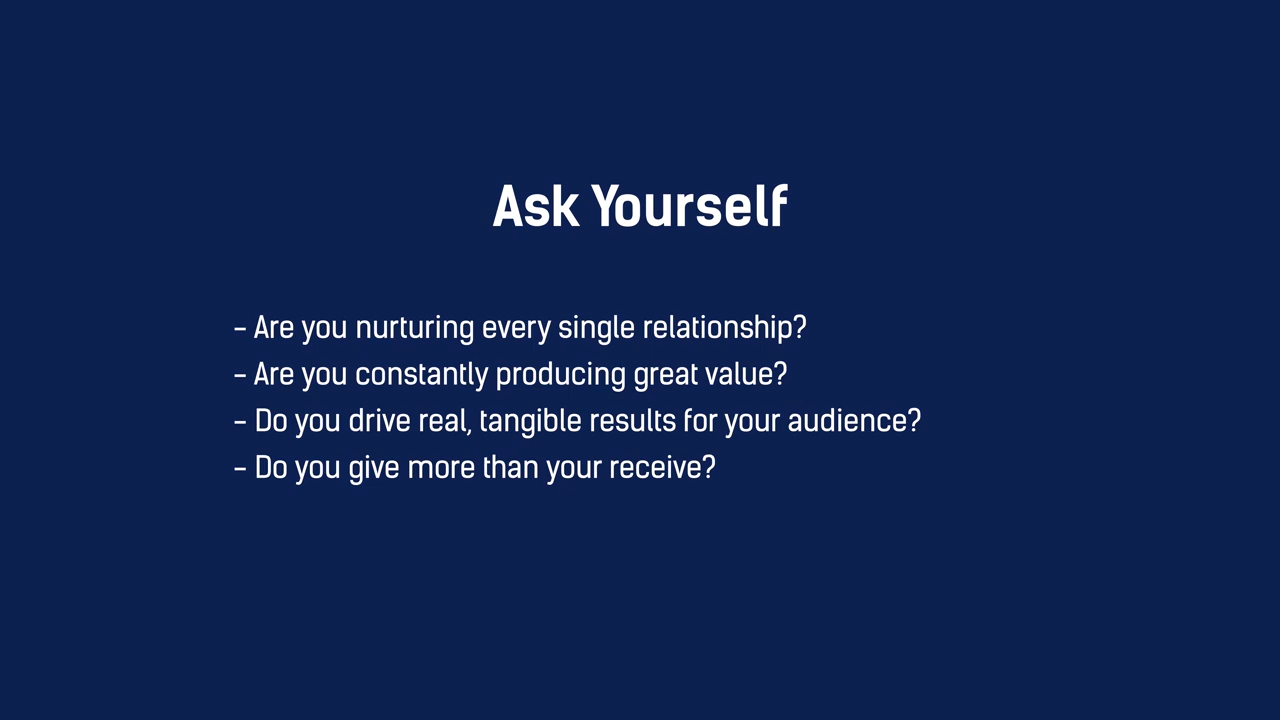 Ask Yourself
– Are you nurturing every single relationship?
– Are you constantly producing great value?
– Do you drive real, tangible results for your audience?
– Do you give more than your receive?